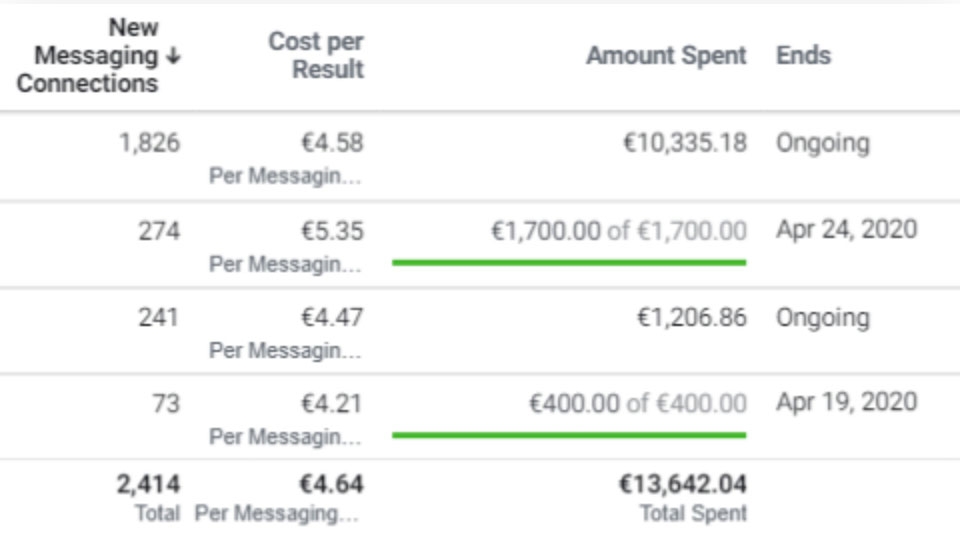 New Messaging ↓ Connections Cost per Result Amount Spent Ends
1,826 €4.58 €10,335.18 Ongoing
Per Messagin...
274 €5.35 €1,700.00 of €1,700.00 Apr 24, 2020
Per Messagin...
241 €4.47 €1,206.86 Ongoing
Per Messagin...
73 €4.21 €400.00 of €400.00 Apr 19, 2020
Per Messagin...
2,414 €4.64 €13,642.04
Total Per Messaging... Total Spent